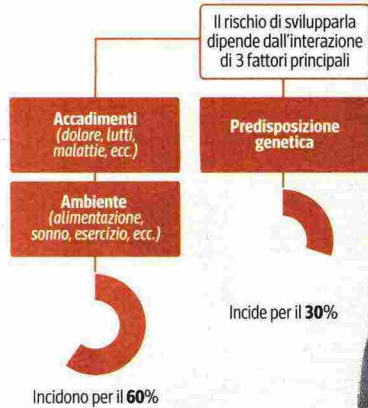 Il rischio di svilupparla
dipende dall'interazione
di 3 fattori principali
Accadimenti
(dolore, lutti,
malattie, ecc.)
Ambiente
(alimentazione,
sonno, esercizio, ecc.)
Incidono per il 60%
Predisposizione
genetica
Incide per il 30%